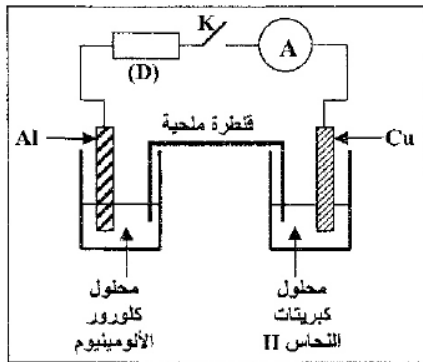 K
(D)
A
قنطرة ملحية
Al
Cu
محلول
كلورور
الألومينيوم
محلول
كبريتات
النحاس II